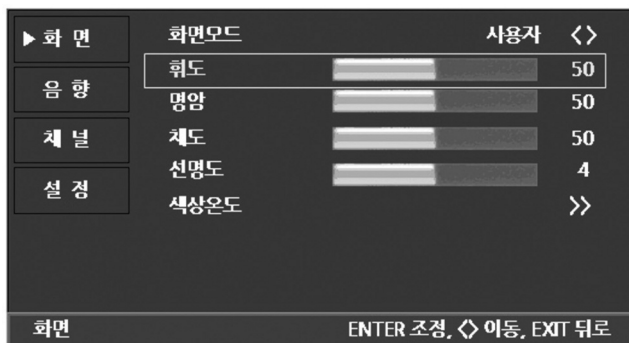 ▶화 면
음 향
채 널
설 정
화면모드 사용자 <>
휘도 50
명암 50
채도 50
선명도 4
색상온도 >>
화면 ENTER 조정, <> 이동, EXIT 뒤로